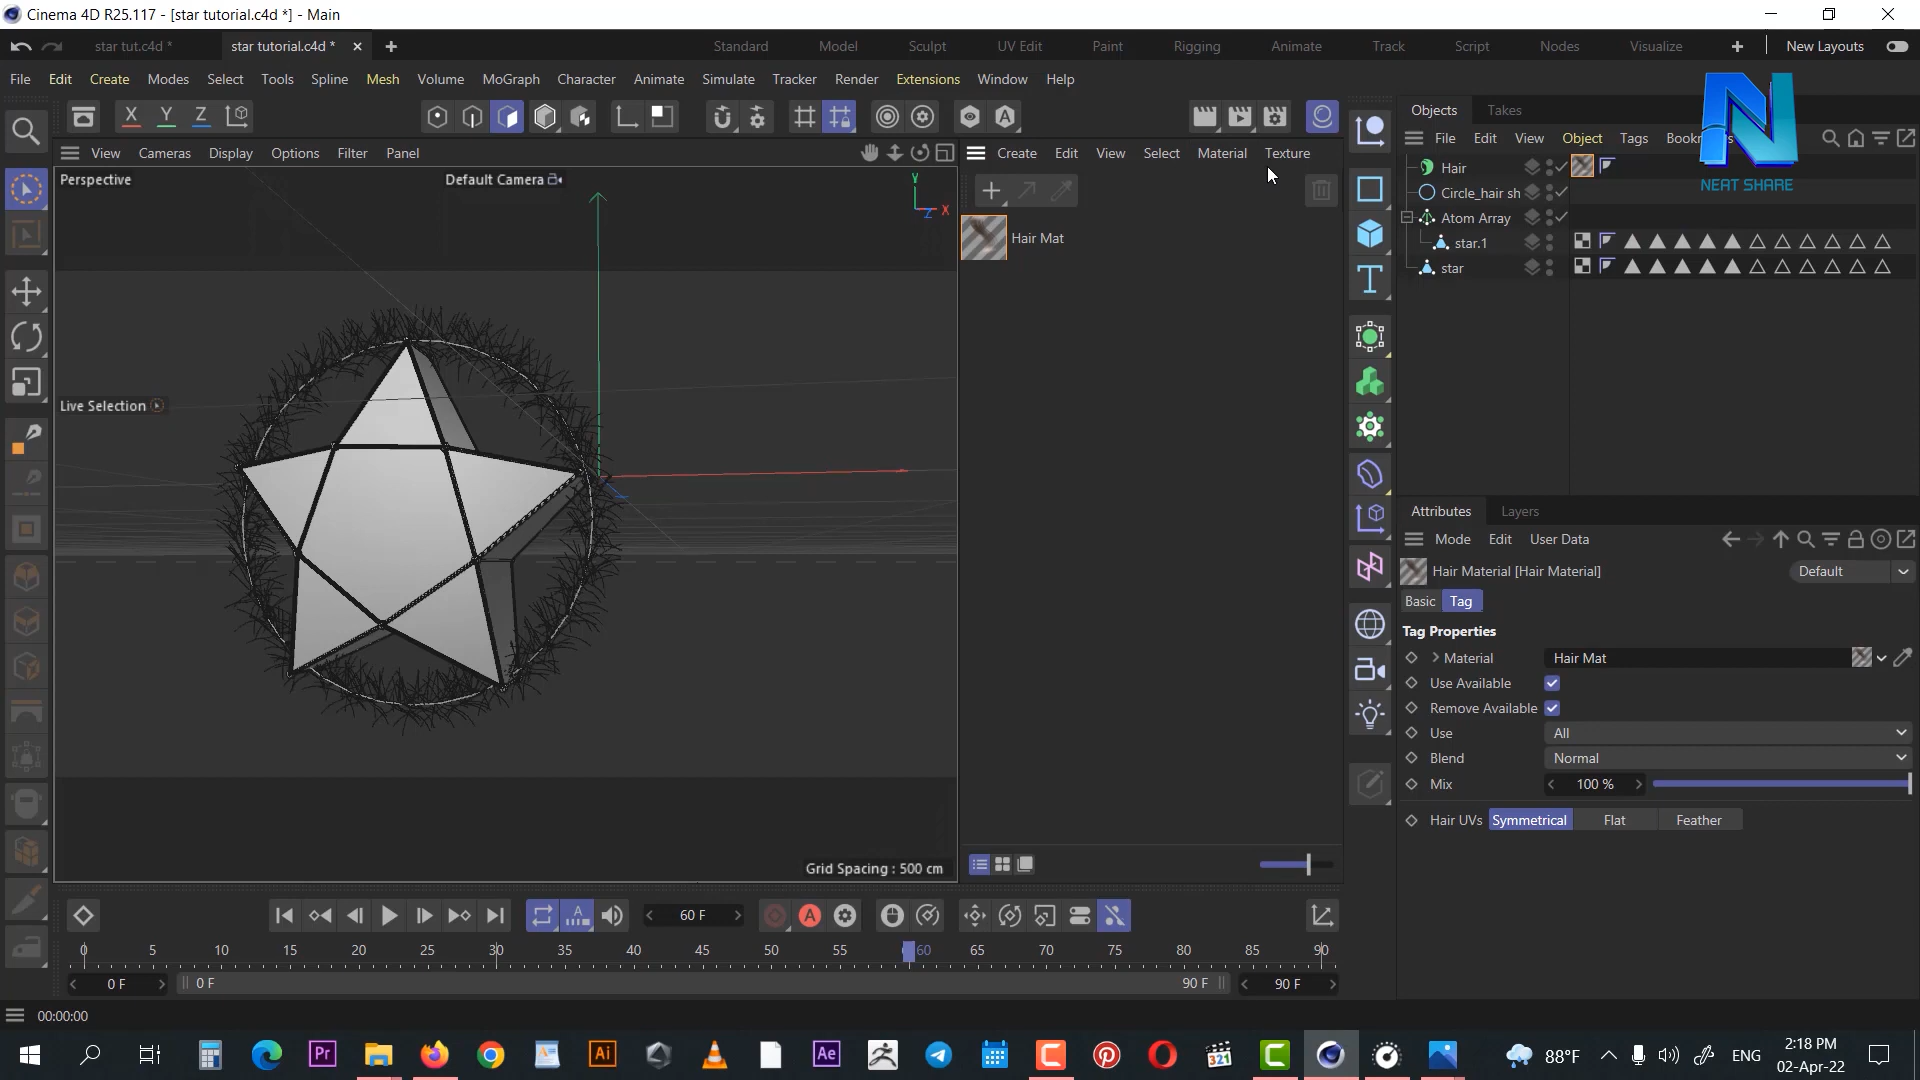 Cinema 4D R25.117 - [star tutorial.c4d *] - Main
star tut.c4d *
star tutorial.c4d *
Standard
Model
Sculpt
UV Edit
Paint
Rigging
Animate
Track
Script
Nodes
Visualize
New Layouts
File Edit Create Modes Select Tools Spline Mesh Volume MoGraph Character Animate Simulate Tracker Render Extensions Window Help
X Y Z
Objects Takes
File Edit View Object Tags
NEAT SHARE
View Cameras Display Options Filter Panel
Create Edit View Select Material Texture
Perspective
Default Camera
Y
X
Z
Live Selection
Grid Spacing : 500 cm
Hair Mat
Hair
Circle_hair sh
Atom Array
star.1
star
Attributes Layers
Mode Edit User Data
Hair Material [Hair Material]
Default
Basic Tag
Tag Properties
Material Hair Mat
Use Available
Remove Available
Use All
Blend Normal
Mix 100 %
Hair UVs Symmetrical Flat Feather
60 F
0 5 10 15 20 25 30 35 40 45 50 55 60 65 70 75 80 85 90
0 F
0 F
90 F
90 F
00:00:00
Pr
Ai
Ae
321
88°F
ENG
2:18 PM
02-Apr-22